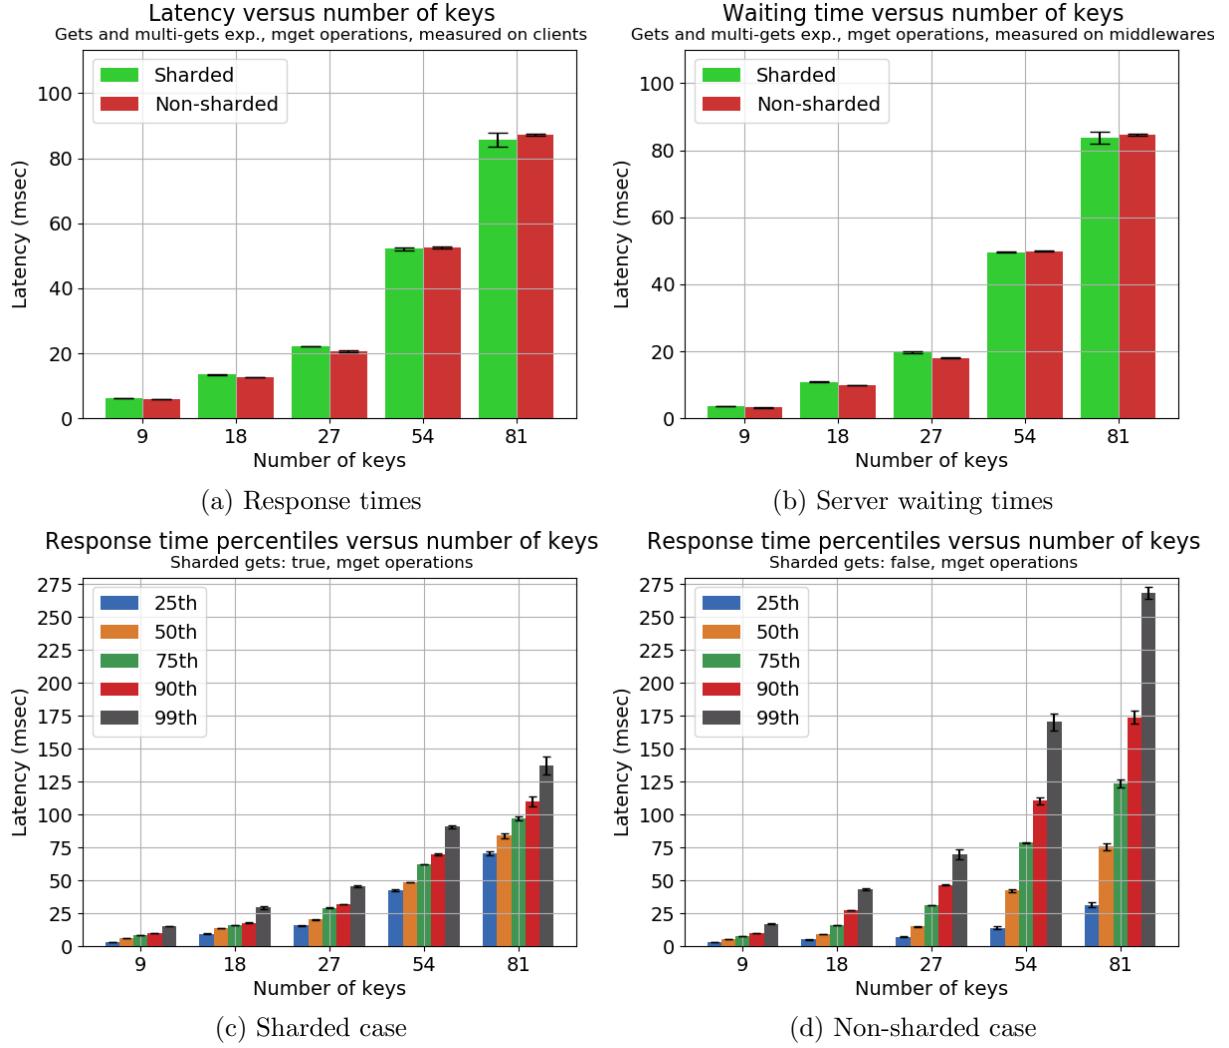 Latency versus number of keys
Gets and multi-gets exp., mget operations, measured on clients
Sharded
Non-sharded
Latency (msec)
100
80
60
40
20
0
9 18 27 54 81
Number of keys
(a) Response times
Waiting time versus number of keys
Gets and multi-gets exp., mget operations, measured on middlewares
Sharded
Non-sharded
Latency (msec)
100
80
60
40
20
0
9 18 27 54 81
Number of keys
(b) Server waiting times
Response time percentiles versus number of keys
Sharded gets: true, mget operations
25th
50th
75th
90th
99th
Latency (msec)
275
250
225
200
175
150
125
100
75
50
25
0
9 18 27 54 81
Number of keys
(c) Sharded case
Response time percentiles versus number of keys
Sharded gets: false, mget operations
25th
50th
75th
90th
99th
Latency (msec)
275
250
225
200
175
150
125
100
75
50
25
0
9 18 27 54 81
Number of keys
(d) Non-sharded case